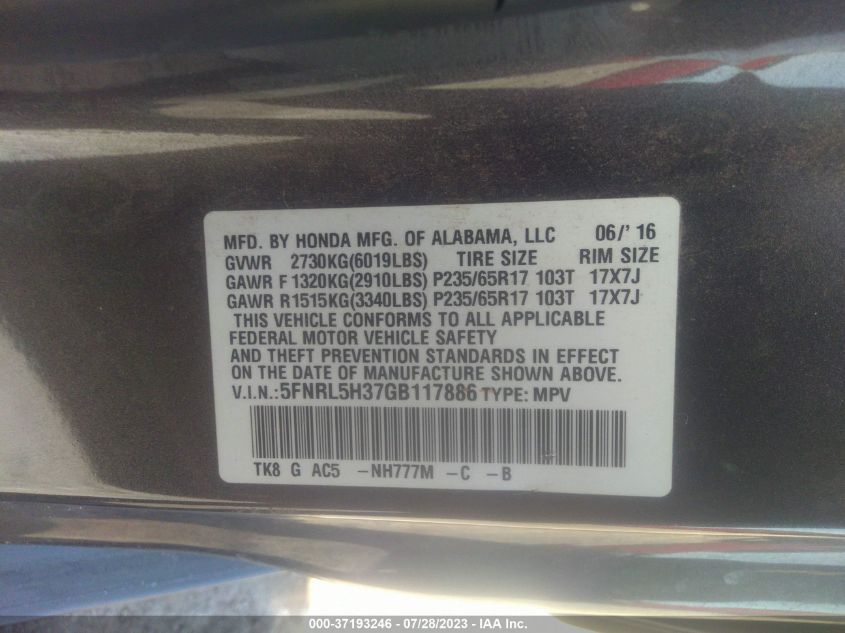 MFD. BY HONDA MFG. OF ALABAMA, LLC 06/' 16
GVWR 2730KG(6019LBS) TIRE SIZE RIM SIZE
GAWR F 1320KG(2910LBS) P235/65R17 103T 17X7J
GAWR R1515KG(3340LBS) P235/65R17 103T 17X7J
THIS VEHICLE CONFORMS TO ALL APPLICABLE
FEDERAL MOTOR VEHICLE SAFETY
AND THEFT PREVENTION STANDARDS IN EFFECT
ON THE DATE OF MANUFACTURE SHOWN ABOVE.
V.I.N.:5FNRL5H37GB117886 TYPE: MPV
TK8 G AC5 -NH777M -C -B
000-37193246 - 07/28/2023 - IAA Inc.